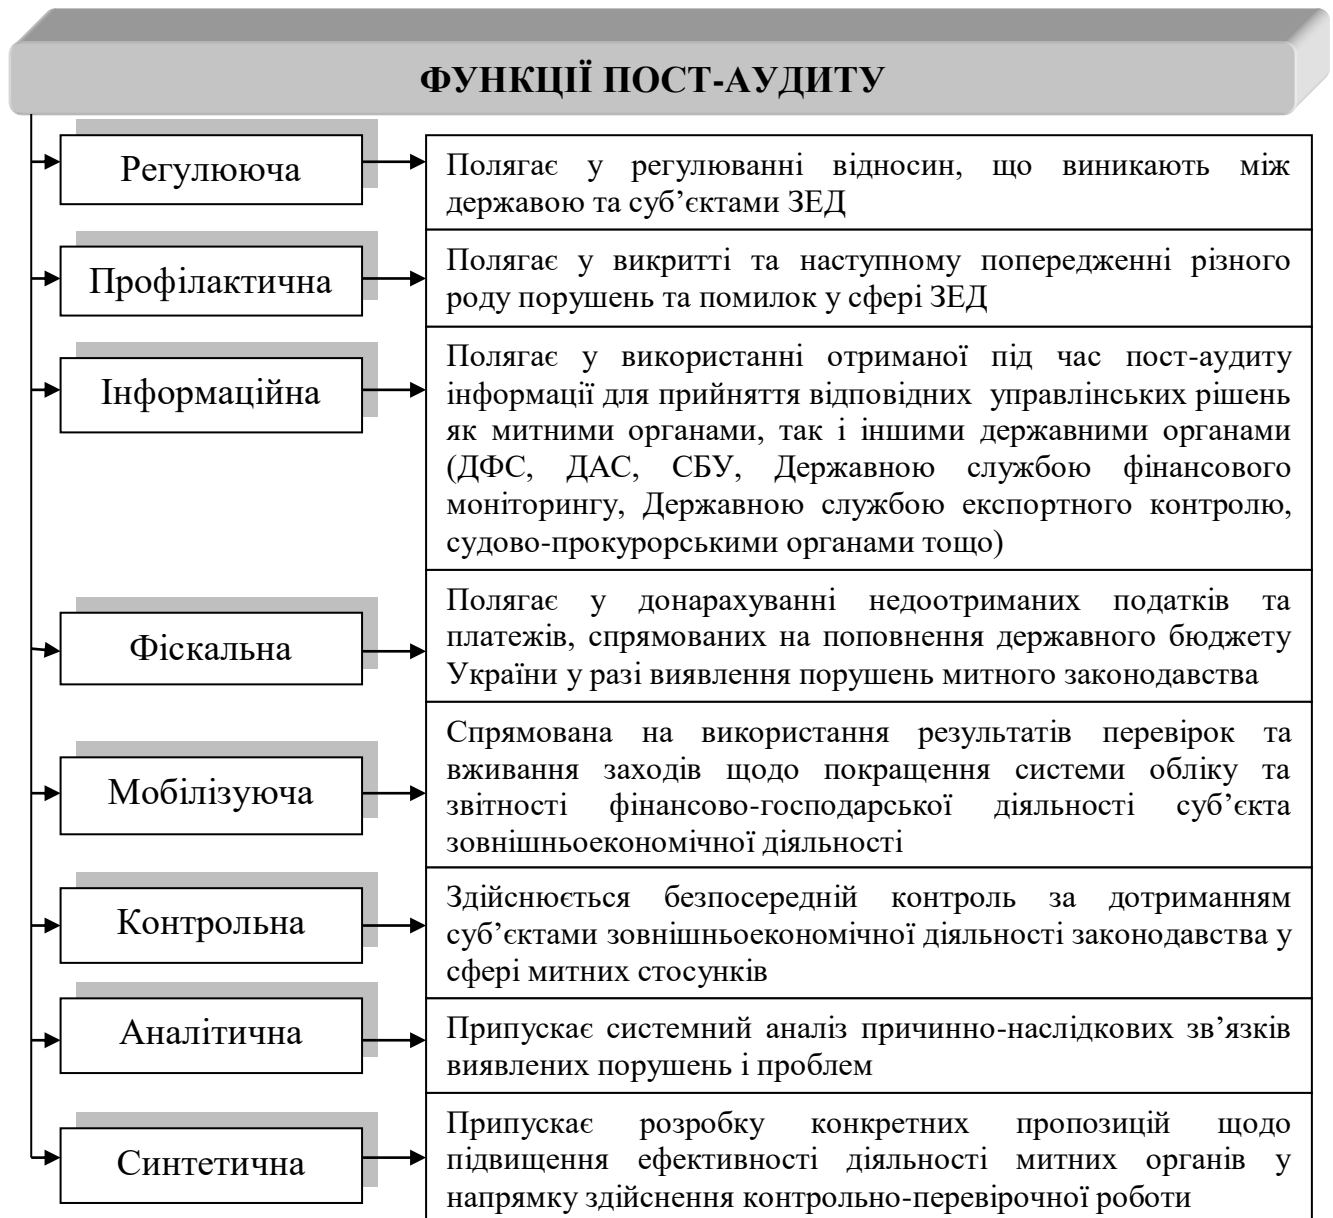 ФУНКЦІЇ ПОСТ-АУДИТУ
Регулююча
Полягає у регулюванні відносин, що виникають між
державою та суб’єктами ЗЕД
Профілактична
Полягає у викритті та наступному попередженні різного
роду порушень та помилок у сфері ЗЕД
Інформаційна
Полягає у використанні отриманої під час пост-аудиту
інформації для прийняття відповідних управлінських рішень
як митними органами, так і іншими державними органами
(ДФС, ДАС, СБУ, Державною службою фінансового
моніторингу, Державною службою експортного контролю,
судово-прокурорськими органами тощо)
Фіскальна
Полягає у донарахуванні недоотриманих податків та
платежів, спрямованих на поповнення державного бюджету
України у разі виявлення порушень митного законодавства
Мобілізуюча
Спрямована на використання результатів перевірок та
вживання заходів щодо покращення системи обліку та
звітності фінансово-господарської діяльності суб’єкта
зовнішньоекономічної діяльності
Контрольна
Здійснюється безпосередній контроль за дотриманням
суб’єктами зовнішньоекономічної діяльності законодавства у
сфері митних стосунків
Аналітична
Припускає системний аналіз причинно-наслідкових зв’язків
виявлених порушень і проблем
Синтетична
Припускає розробку конкретних пропозицій щодо
підвищення ефективності діяльності митних органів у
напрямку здійснення контрольно-перевірочної роботи